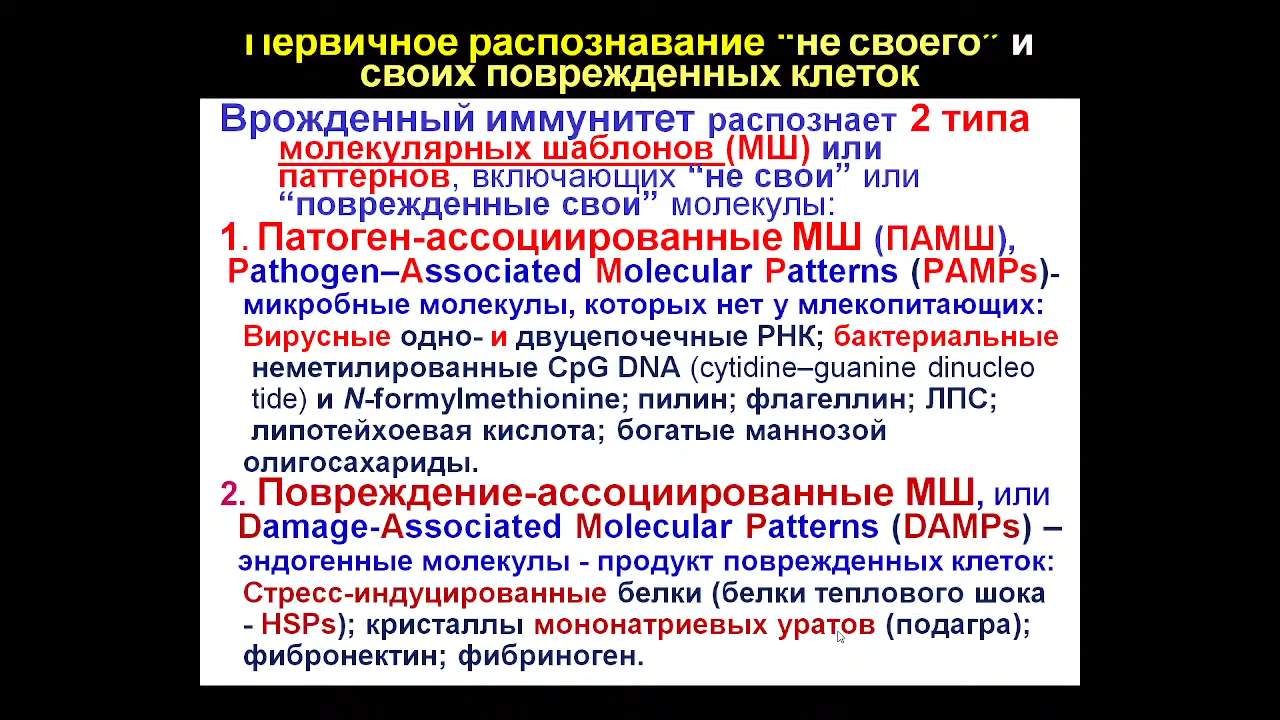 Первичное распознавание “не своего” и
своих поврежденных клеток
Врожденный иммунитет распознает 2 типа
молекулярных шаблонов (МШ) или
паттернов, включающих “не свои” или
“поврежденные свои” молекулы:
1. Патоген-ассоциированные МШ (ПАМШ),
Pathogen–Associated Molecular Patterns (PAMPs)-
микробные молекулы, которых нет у млекопитающих:
Вирусные одно- и двуцепочечные РНК; бактериальные
неметилированные CpG DNA (cytidine–guanine dinucleo
tide) и N-formylmethionine; пилин; флагеллин; ЛПС;
липотейхоевая кислота; богатые маннозой
олигосахариды.
2. Повреждение-ассоциированные МШ, или
Damage-Associated Molecular Patterns (DAMPs) –
эндогенные молекулы - продукт поврежденных клеток:
Стресс-индуцированные белки (белки теплового шока
- HSPs); кристаллы мононатриевых уратов (подагра);
фибронектин; фибриноген.